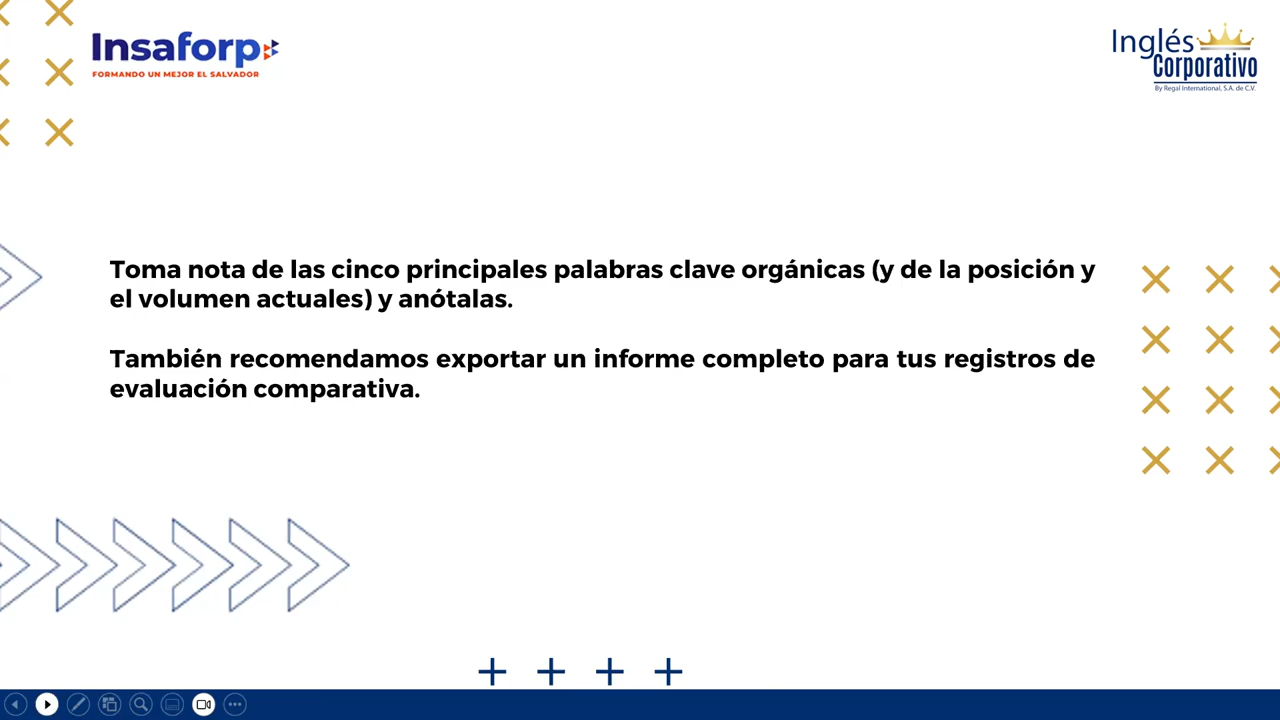 Insaforp
FORMANDO UN MEJOR EL SALVADOR
Inglés
Corporativo
By Regal International, S.A. de C.V.
Toma nota de las cinco principales palabras clave orgánicas (y de la posición y
el volumen actuales) y anótalas.
También recomendamos exportar un informe completo para tus registros de
evaluación comparativa.